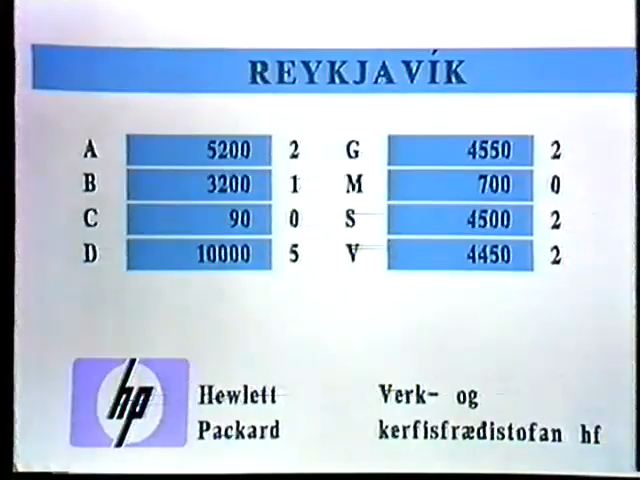 REYKJAVÍK
A 5200 2 G 4550 2
B 3200 1 M 700 0
C 90 0 S 4500 2
D 10000 5 V 4450 2
hp Hewlett Packard
Verk- og
kerfisfrædistofan hf